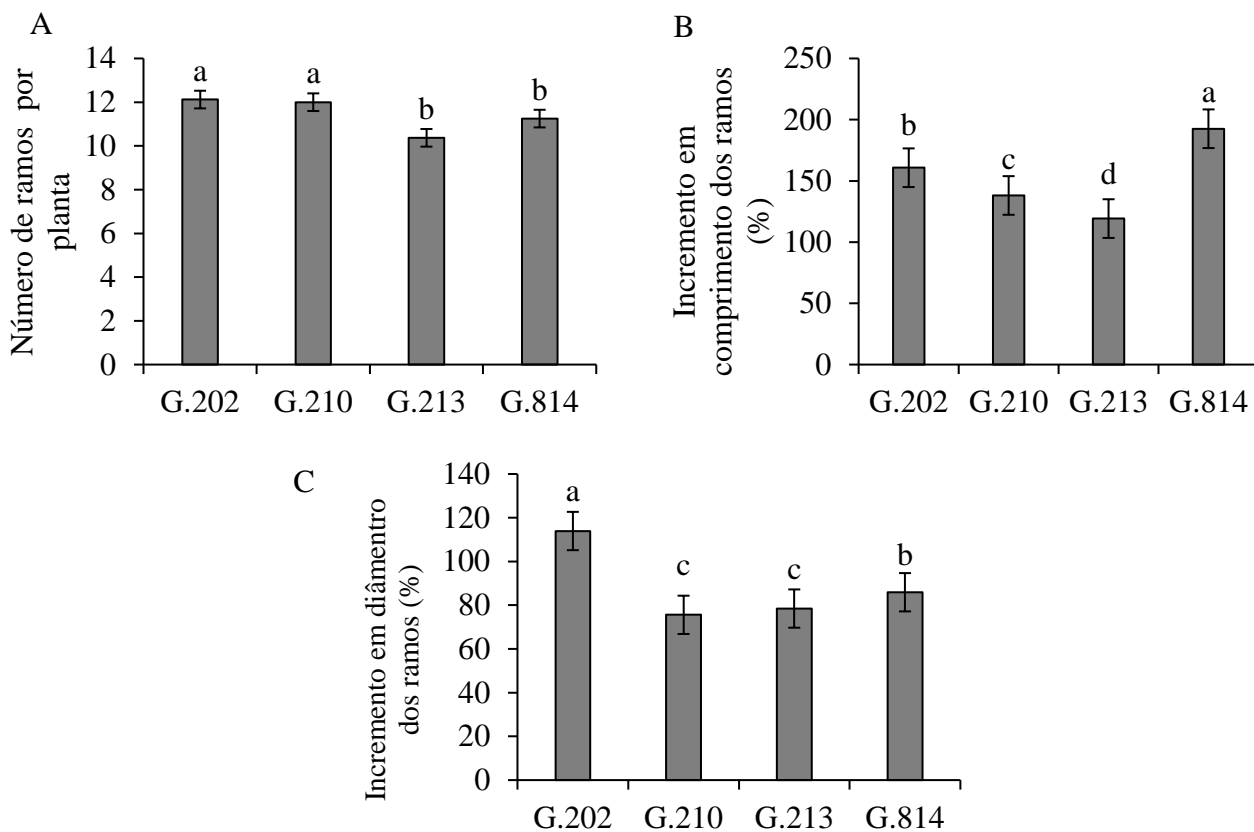 A
Número de ramos por
planta
14
12
10
8
6
4
2
0
a
a
b
b
G.202 G.210 G.213 G.814
B
Incremento em
comprimento dos ramos
(%)
250
200
150
100
50
0
b
c
d
a
G.202 G.210 G.213 G.814
C
Incremento em diâmentro
dos ramos (%)
140
120
100
80
60
40
20
0
a
c
c
b
G.202 G.210 G.213 G.814